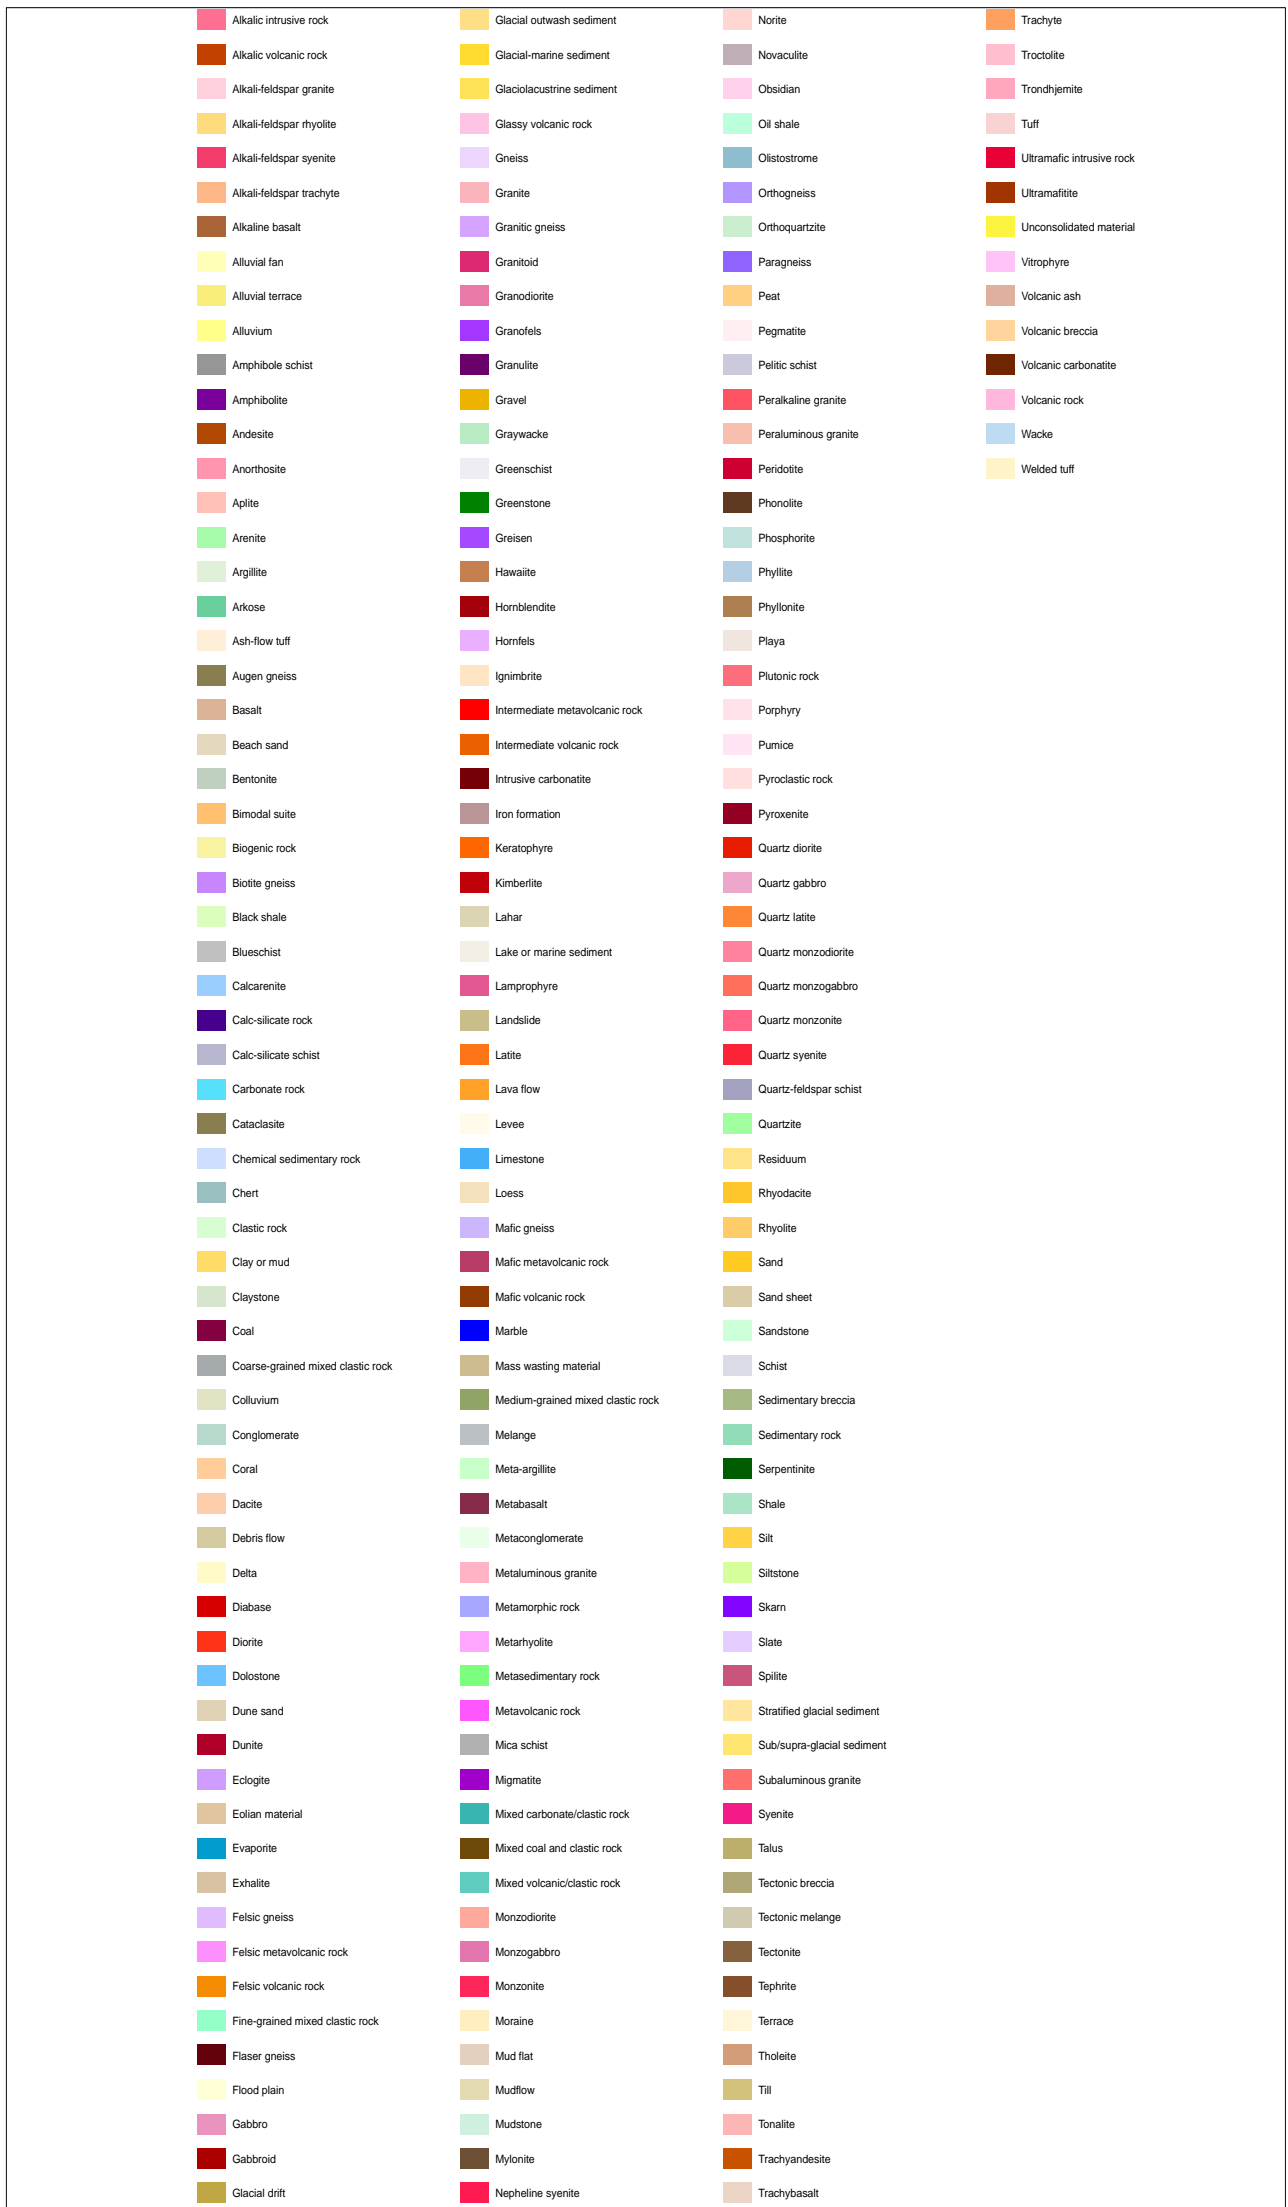 Alkalic intrusive rock
Alkalic volcanic rock
Alkali-feldspar granite
Alkali-feldspar rhyolite
Alkali-feldspar syenite
Alkali-feldspar trachyte
Alkaline basalt
Alluvial fan
Alluvial terrace
Alluvium
Amphibole schist
Amphibolite
Andesite
Anorthosite
Aplite
Arenite
Argillite
Arkose
Ash-flow tuff
Augen gneiss
Basalt
Beach sand
Bentonite
Bimodal suite
Biogenic rock
Biotite gneiss
Black shale
Blueschist
Calcarenite
Calc-silicate rock
Calc-silicate schist
Carbonate rock
Cataclasite
Chemical sedimentary rock
Chert
Clastic rock
Clay or mud
Claystone
Coal
Coarse-grained mixed clastic rock
Colluvium
Conglomerate
Coral
Dacite
Debris flow
Delta
Diabase
Diorite
Dolostone
Dune sand
Dunite
Eclogite
Eolian material
Evaporite
Exhalite
Felsic gneiss
Felsic metavolcanic rock
Felsic volcanic rock
Fine-grained mixed clastic rock
Flaser gneiss
Flood plain
Gabbro
Gabbroid
Glacial drift
Glacial outwash sediment
Glacial-marine sediment
Glaciolacustrine sediment
Glassy volcanic rock
Gneiss
Granite
Granitic gneiss
Granitoid
Granodiorite
Granofels
Granulite
Gravel
Graywacke
Greenschist
Greenstone
Greisen
Hawaiite
Hornblendite
Hornfels
Ignimbrite
Intermediate metavolcanic rock
Intermediate volcanic rock
Intrusive carbonatite
Iron formation
Keratophyre
Kimberlite
Lahar
Lake or marine sediment
Lamprophyre
Landslide
Latite
Lava flow
Levee
Limestone
Loess
Mafic gneiss
Mafic metavolcanic rock
Mafic volcanic rock
Marble
Mass wasting material
Medium-grained mixed clastic rock
Melange
Meta-argillite
Metabasalt
Metaconglomerate
Metaluminous granite
Metamorphic rock
Metarhyolite
Metasedimentary rock
Metavolcanic rock
Mica schist
Migmatite
Mixed carbonate/clastic rock
Mixed coal and clastic rock
Mixed volcanic/clastic rock
Monzodiorite
Monzogabbro
Monzonite
Moraine
Mud flat
Mudflow
Mudstone
Mylonite
Nepheline syenite
Norite
Novaculite
Obsidian
Oil shale
Olistostrome
Orthogneiss
Orthoquartzite
Paragneiss
Peat
Pegmatite
Pelitic schist
Peralkaline granite
Peraluminous granite
Peridotite
Phonolite
Phosphorite
Phyllite
Phyllonite
Playa
Plutonic rock
Porphyry
Pumice
Pyroclastic rock
Pyroxenite
Quartz diorite
Quartz gabbro
Quartz latite
Quartz monzodiorite
Quartz monzogabbro
Quartz monzonite
Quartz syenite
Quartz-feldspar schist
Quartzite
Residuum
Rhyodacite
Rhyolite
Sand
Sand sheet
Sandstone
Schist
Sedimentary breccia
Sedimentary rock
Serpentinite
Shale
Silt
Siltstone
Skarn
Slate
Spilite
Stratified glacial sediment
Sub/supra-glacial sediment
Subaluminous granite
Syenite
Talus
Tectonic breccia
Tectonic melange
Tectonite
Tephrite
Terrace
Tholeite
Till
Tonalite
Trachyandesite
Trachybasalt
Trachyte
Troctolite
Trondhjemite
Tuff
Ultramafic intrusive rock
Ultramafitite
Unconsolidated material
Vitrophyre
Volcanic ash
Volcanic breccia
Volcanic carbonatite
Volcanic rock
Wacke
Welded tuff